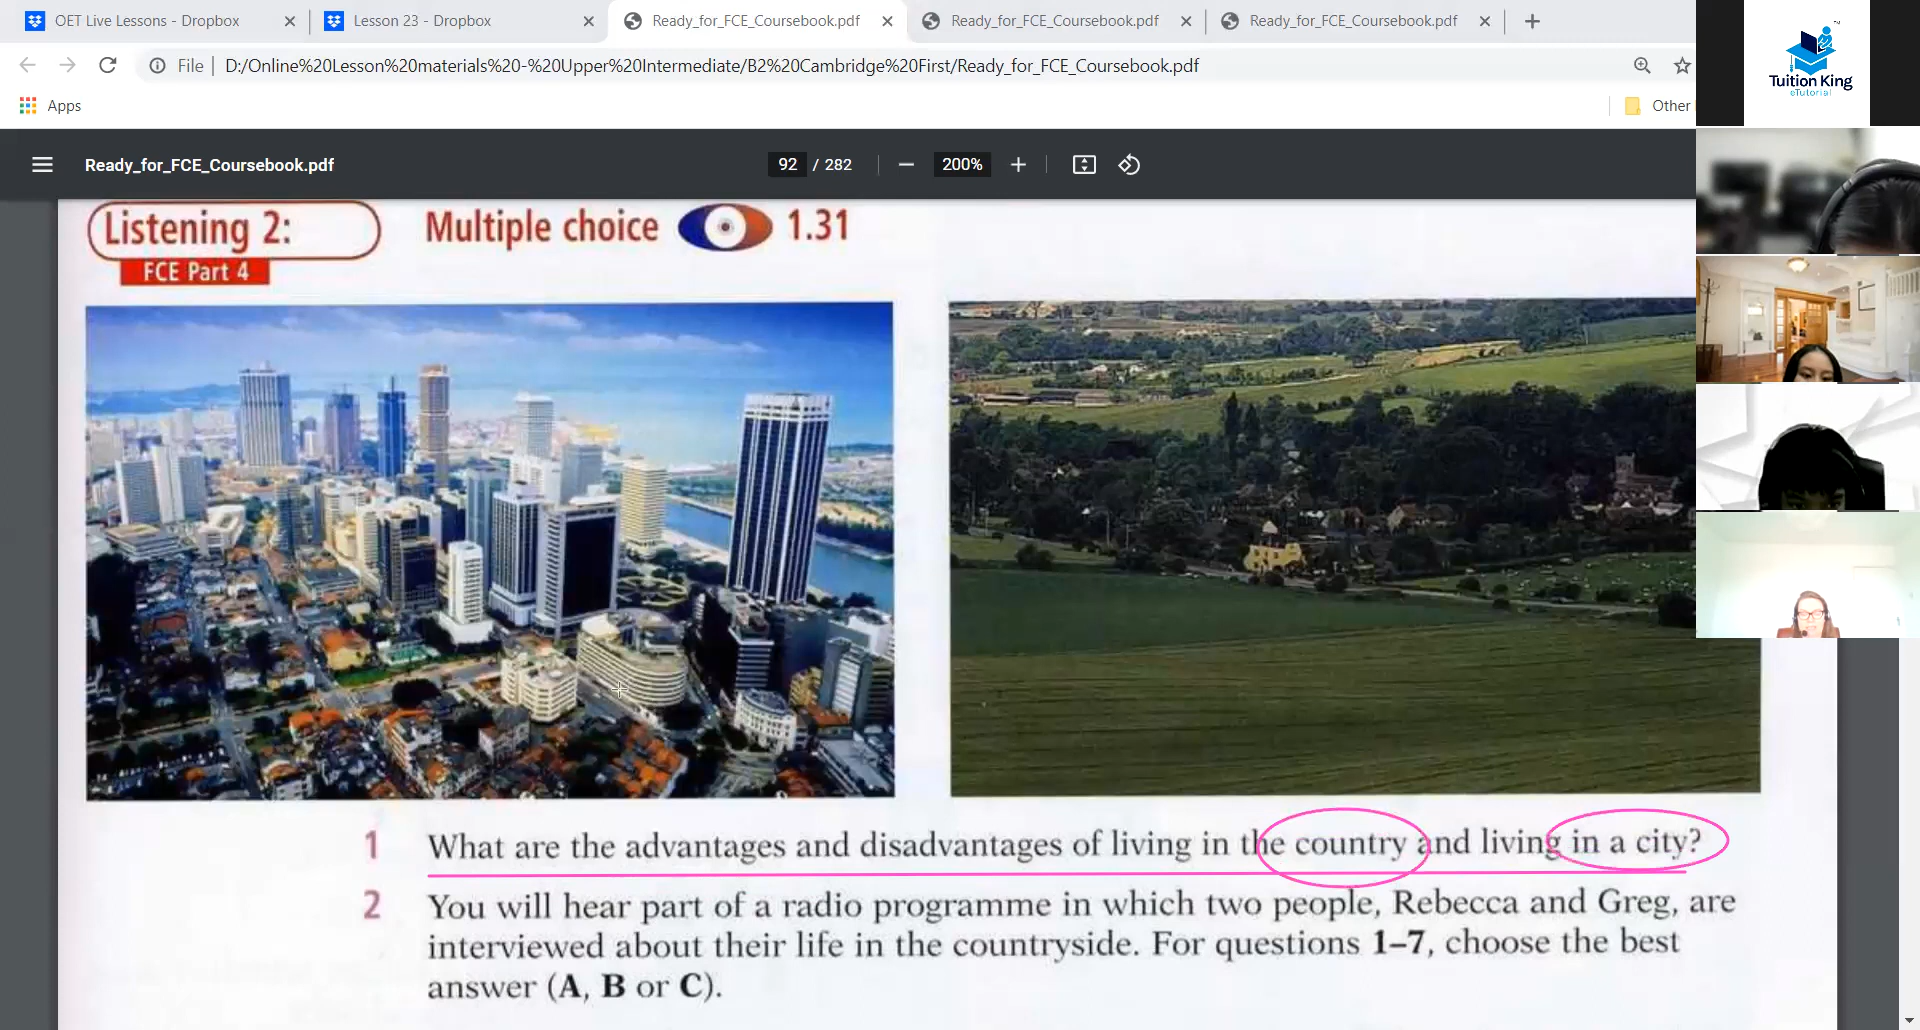 OET Live Lessons - Dropbox
Lesson 23 - Dropbox
Ready_for_FCE_Coursebook.pdf
Ready_for_FCE_Coursebook.pdf
Ready_for_FCE_Coursebook.pdf
File
D:/Online%20Lesson%20materials%20-%20Upper%20Intermediate/B2%20Cambridge%20First/Ready_for_FCE_Coursebook.pdf
Apps
Other
Tuition King
eTutorial
Ready_for_FCE_Coursebook.pdf
92 / 282
200%
Listening 2:
Multiple choice
1.31
FCE Part 4
1 What are the advantages and disadvantages of living in the country and living in a city?
2 You will hear part of a radio programme in which two people, Rebecca and Greg, are
interviewed about their life in the countryside. For questions 1–7, choose the best
answer (A, B or C).